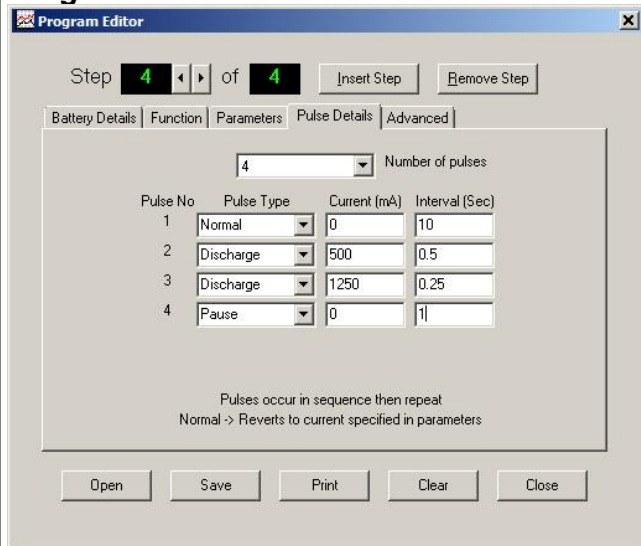 Program Editor
Step 4 of 4 Insert Step Remove Step
Battery Details Function Parameters Pulse Details Advanced
4 Number of pulses
Pulse No Pulse Type Current (mA) Interval (Sec)
1 Normal 0 10
2 Discharge 500 0.5
3 Discharge 1250 0.25
4 Pause 0 1
Pulses occur in sequence then repeat
Normal -> Reverts to current specified in parameters
Open Save Print Clear Close